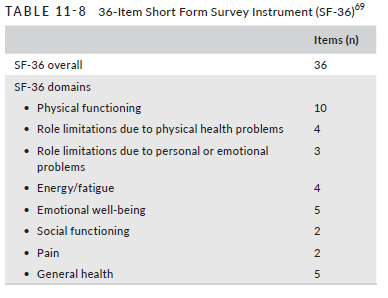 TABLE 11-8 36-Item Short Form Survey Instrument (SF-36)69
Items (n)
SF-36 overall 36
SF-36 domains
• Physical functioning 10
• Role limitations due to physical health problems 4
• Role limitations due to personal or emotional 3
problems
• Energy/fatigue 4
• Emotional well-being 5
• Social functioning 2
• Pain 2
• General health 5